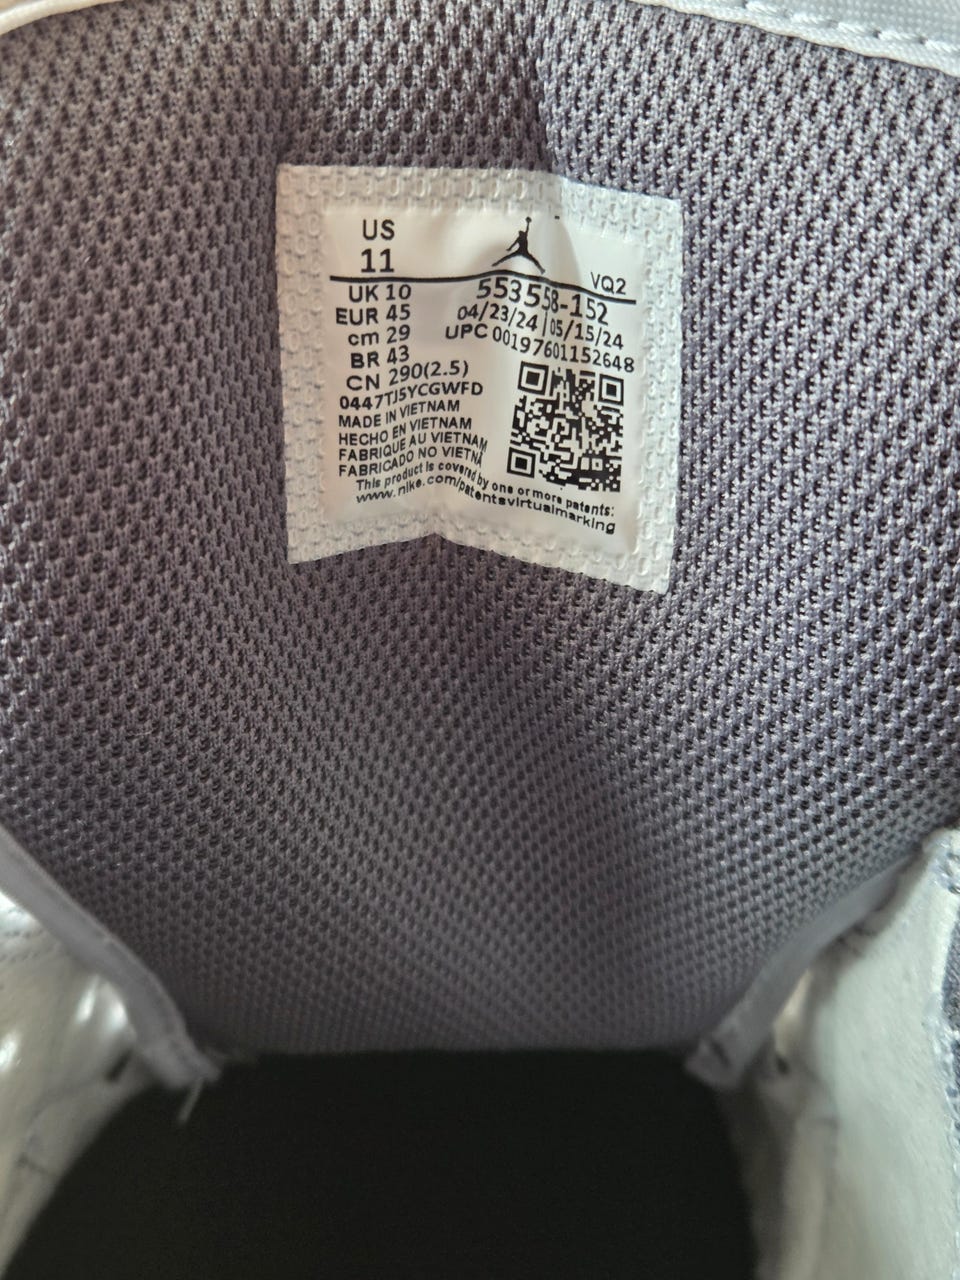 US
11
VQ2
UK 10
553558-152
EUR 45
04/23/24 | 05/15/24
cm 29
UPC 00197601152648
BR 43
CN 290(2.5)
0447TJ5YCGWFD
MADE IN VIETNAM
HECHO EN VIETNAM
FABRIQUE AU VIETNAM
FABRICADO NO VIETNÃ
This product is covered by one or more patents:
www.nike.com/patentsvirtualmarking